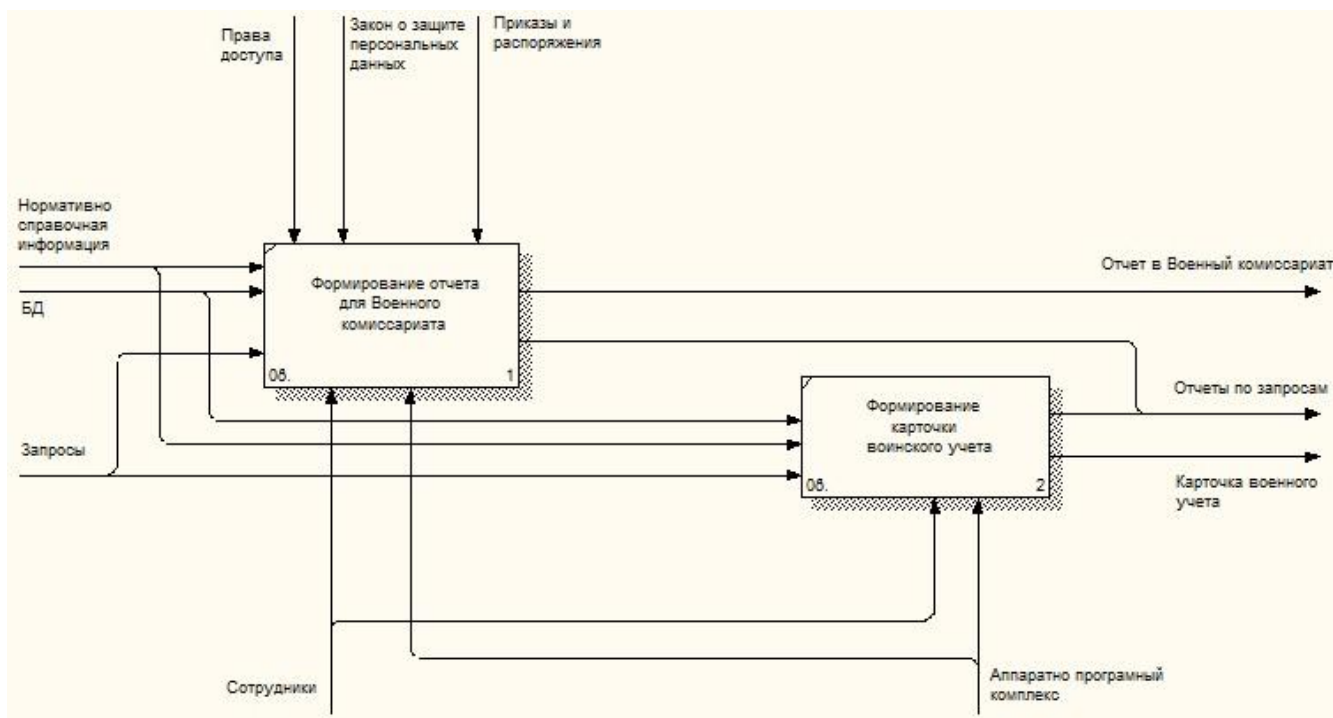 Права
доступа
Закон о защите
персональных
данных
Приказы и
распоряжения
Нормативно
справочная
информация
БД
Запросы
Формирование отчета
для Военного
комиссариата
0б. 1
Отчет в Военный комиссариат
Формирование
карточки
воинского учета
0б. 2
Отчеты по запросам
Карточка военного
учета
Сотрудники
Аппаратно програмный
комплекс